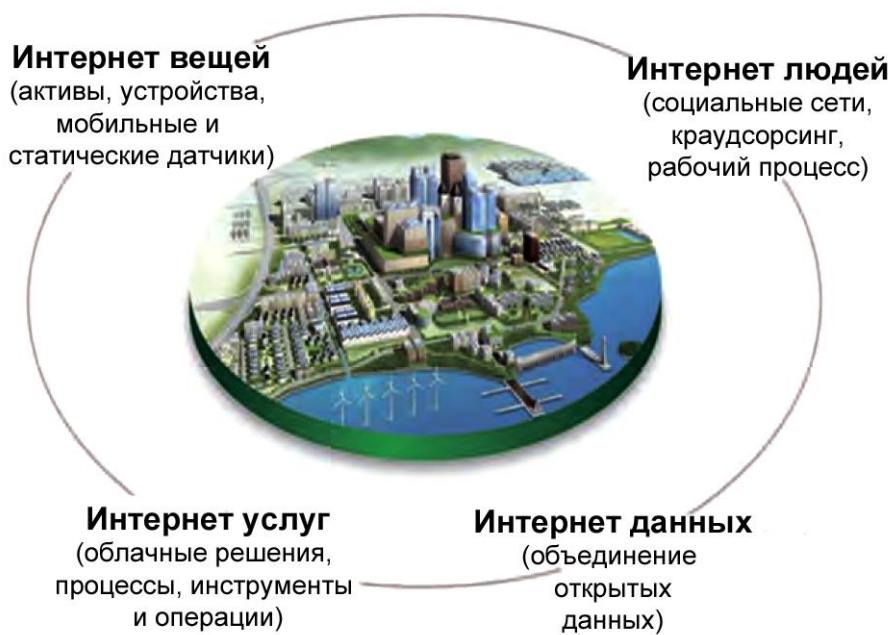 Интернет вещей
(активы, устройства,
мобильные и
статические датчики)
Интернет людей
(социальные сети,
краудсорсинг,
рабочий процесс)
Интернет услуг
(облачные решения,
процессы, инструменты
и операции)
Интернет данных
(объединение
открытых
данных)